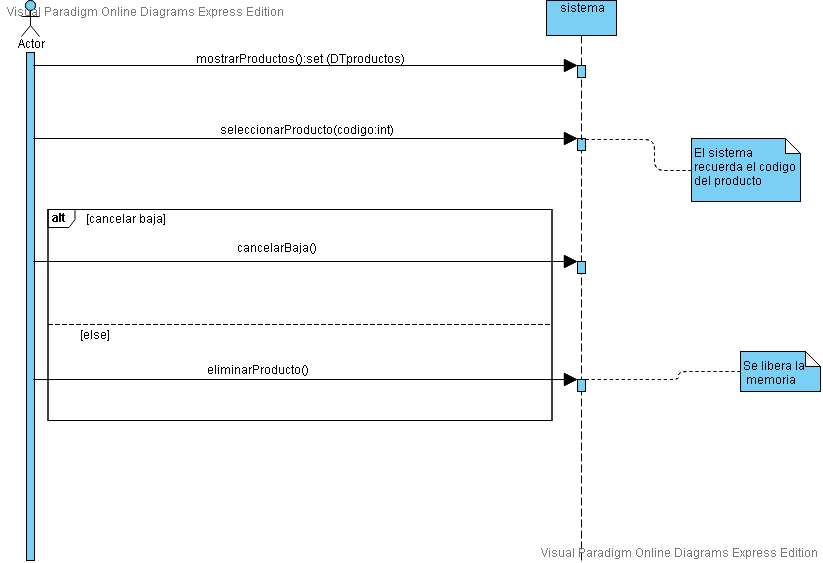 Visual Paradigm Online Diagrams Express Edition
sistema
Actor
mostrarProductos():set (DTproductos)
seleccionarProducto(codigo:int)
El sistema
recuerda el codigo
del producto
alt
[cancelar baja]
cancelarBaja()
[else]
eliminarProducto()
Se libera la
memoria
Visual Paradigm Online Diagrams Express Edition